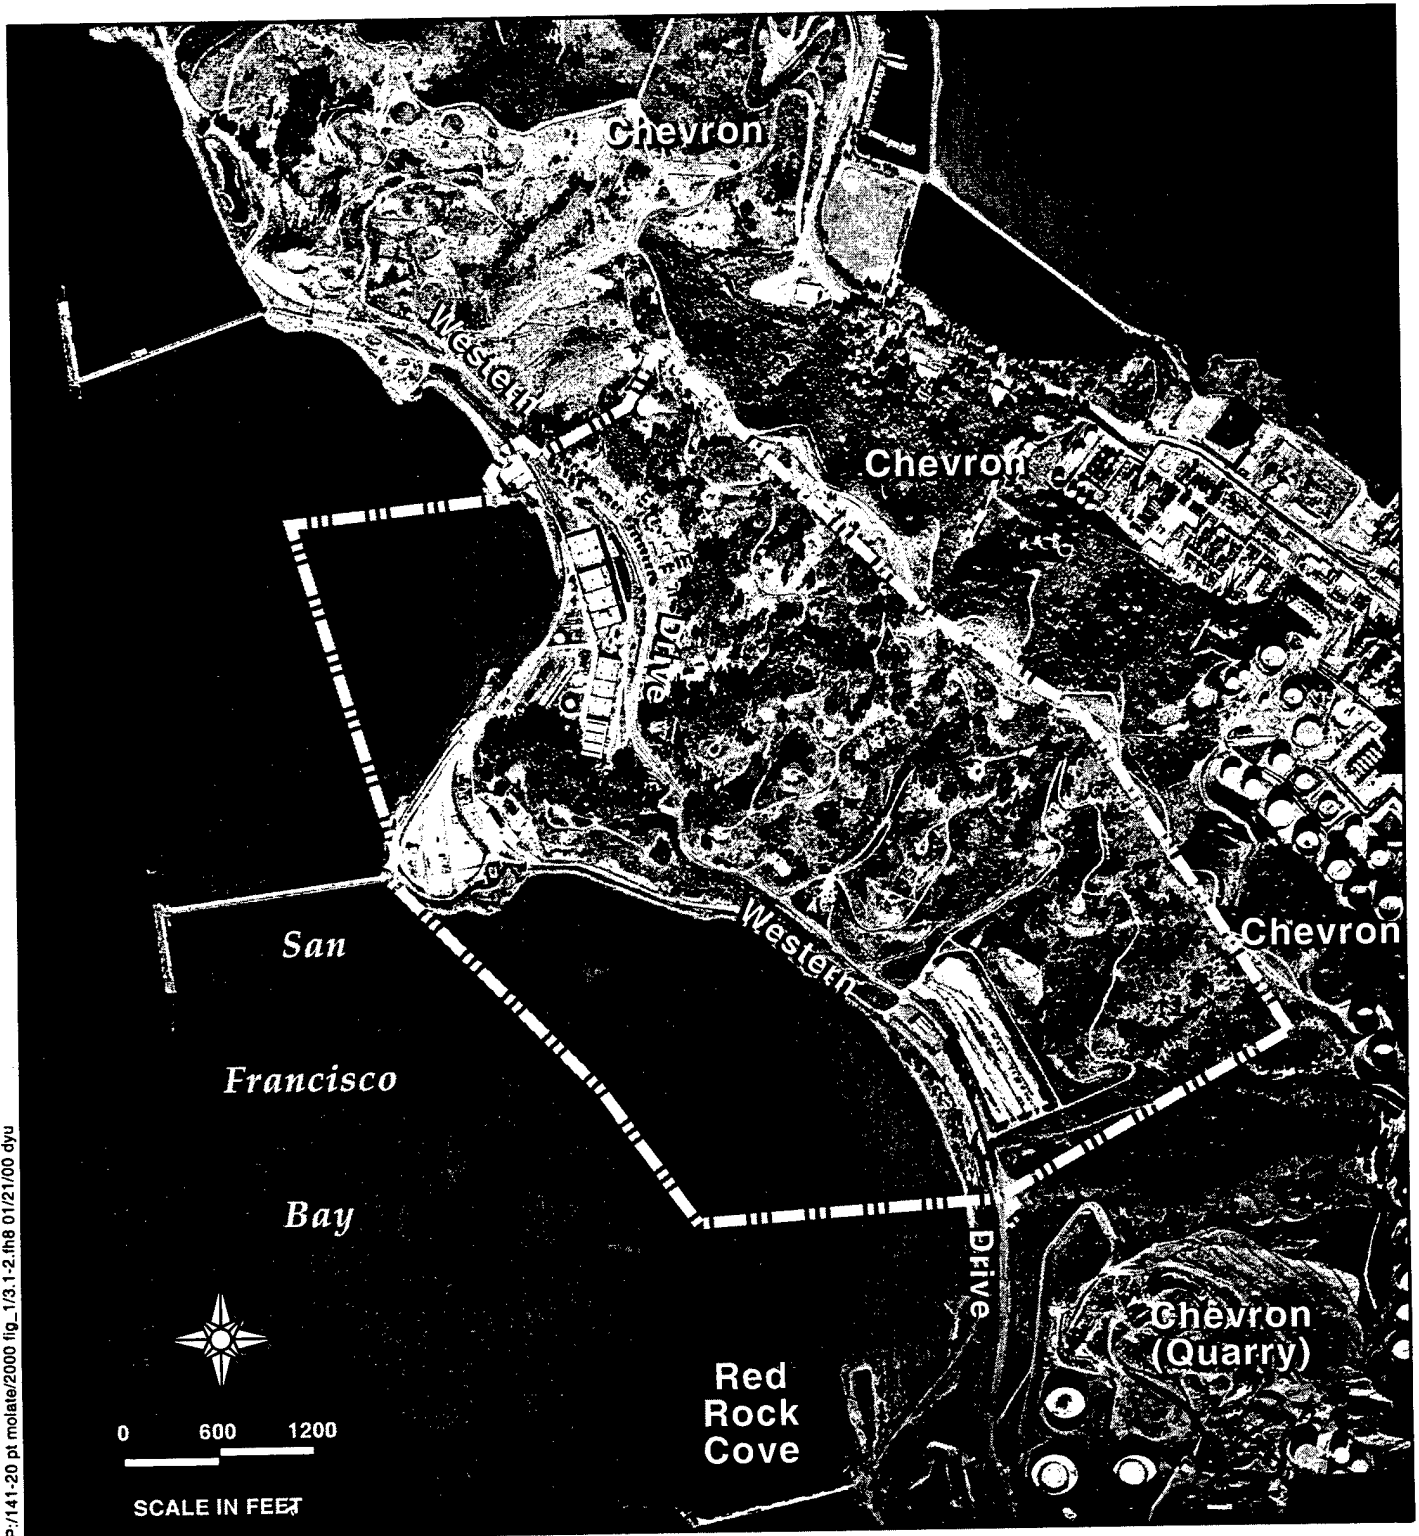 Chevron
Western
Chevron
Drive
Western
Chevron
San
Francisco
Bay
Drive
Chevron
(Quarry)
Red
Rock
Cove
0 600 1200
SCALE IN FEET
P:/141-20 pt molate/2000 fig_1/3.1-2.fh8 01/21/00 dyu